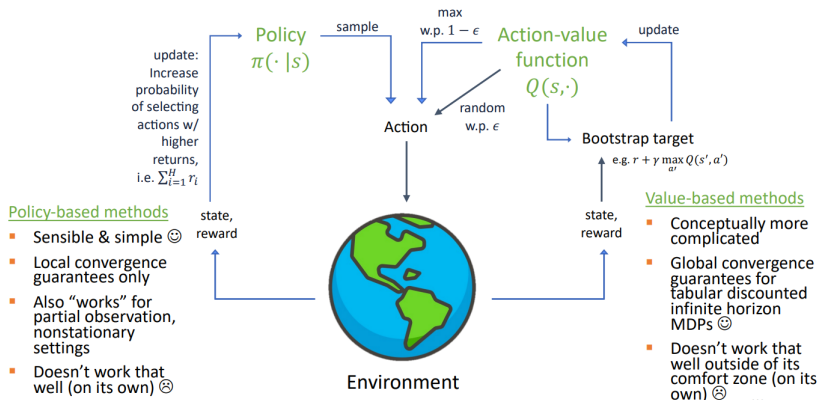 Policy
π(· |s)
sample
max
w.p. 1 − ϵ
Action-value
function
Q(s,·)
update
update:
Increase
probability
of selecting
actions w/
higher
returns,
i.e. ∑_{i=1}^{H} r_i
Action
random
w.p. ϵ
Bootstrap target
e.g. r + γ max_{a'} Q(s', a')
Policy-based methods
▪ Sensible & simple ☺
▪ Local convergence
guarantees only
▪ Also “works” for
partial observation,
nonstationary
settings
▪ Doesn’t work that
well (on its own) ☹
state,
reward
Environment
state,
reward
Value-based methods
▪ Conceptually more
complicated
▪ Global convergence
guarantees for
tabular discounted
infinite horizon
MDPs ☺
▪ Doesn’t work that
well outside of its
comfort zone (on its
own) ☹